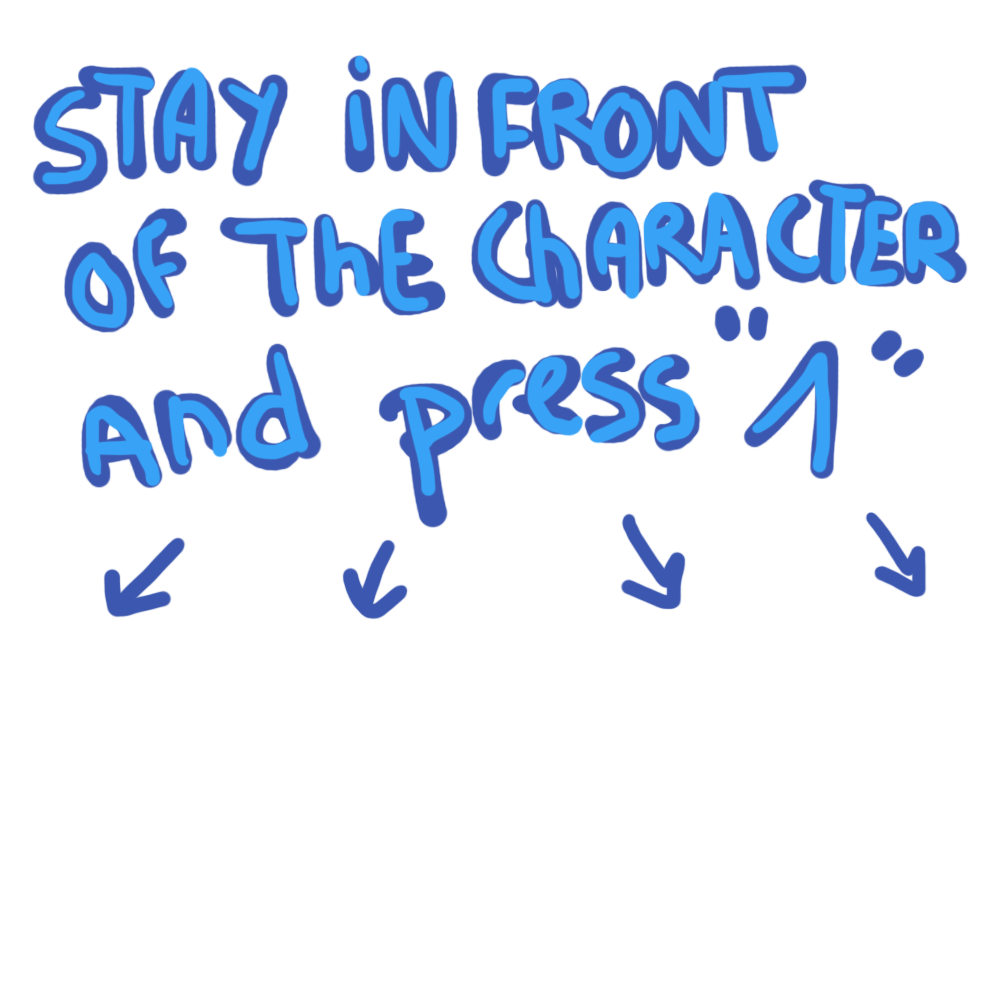 STAY iN FRONT
OF THE CHARACTER
And press "1"